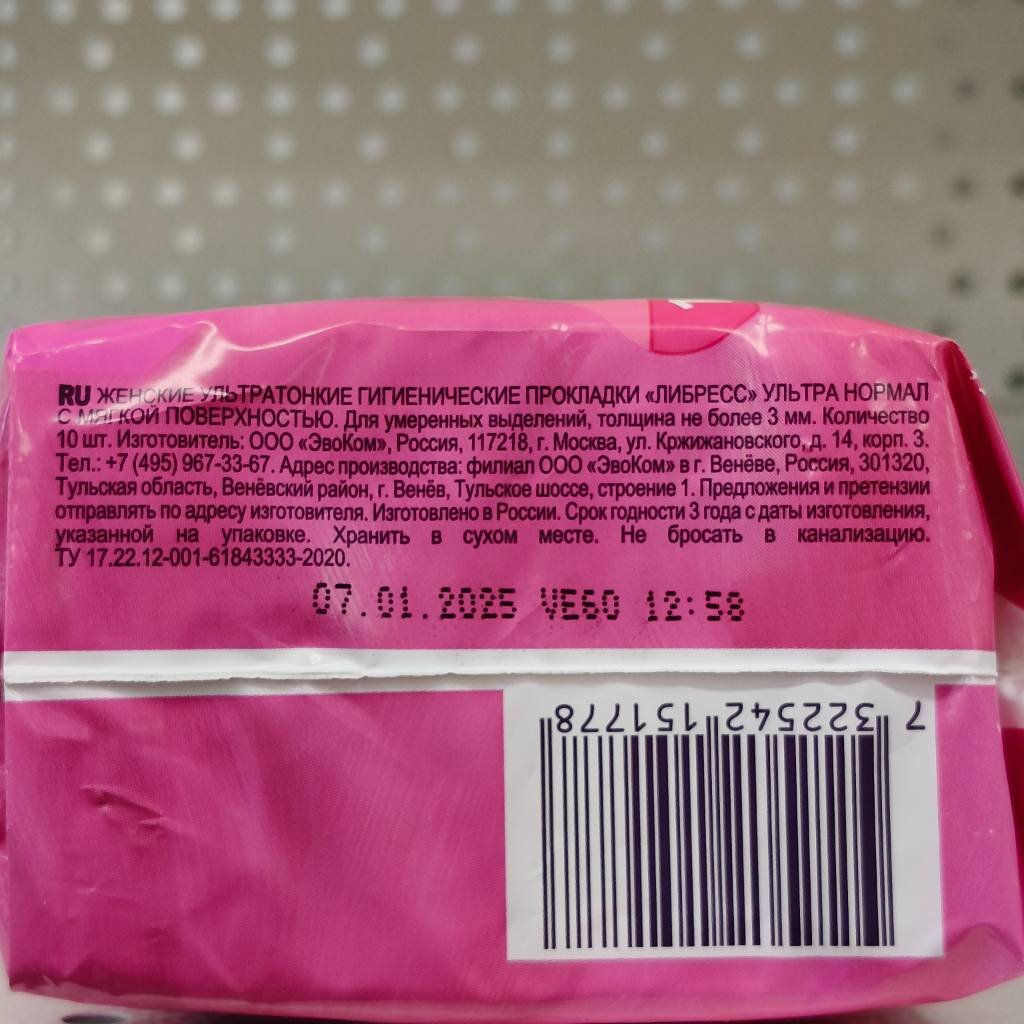 RU ЖЕНСКИЕ УЛЬТРАТОНКИЕ ГИГИЕНИЧЕСКИЕ ПРОКЛАДКИ «ЛИБРЕСС» УЛЬТРА НОРМАЛ
С МЯГКОЙ ПОВЕРХНОСТЬЮ. Для умеренных выделений, толщина не более 3 мм. Количество
10 шт. Изготовитель: ООО «ЭвоКом», Россия, 117218, г. Москва, ул. Кржижановского, д. 14, корп. 3.
Тел.: +7 (495) 967-33-67. Адрес производства: филиал ООО «ЭвоКом» в г. Венёве, Россия, 301320,
Тульская область, Венёвский район, г. Венёв, Тульское шоссе, строение 1. Предложения и претензии
отправлять по адресу изготовителя. Изготовлено в России. Срок годности 3 года с даты изготовления,
указанной на упаковке. Хранить в сухом месте. Не бросать в канализацию.
ТУ 17.22.12-001-61843333-2020.
07.01.2025 VE60 12:58
7 322542 151778